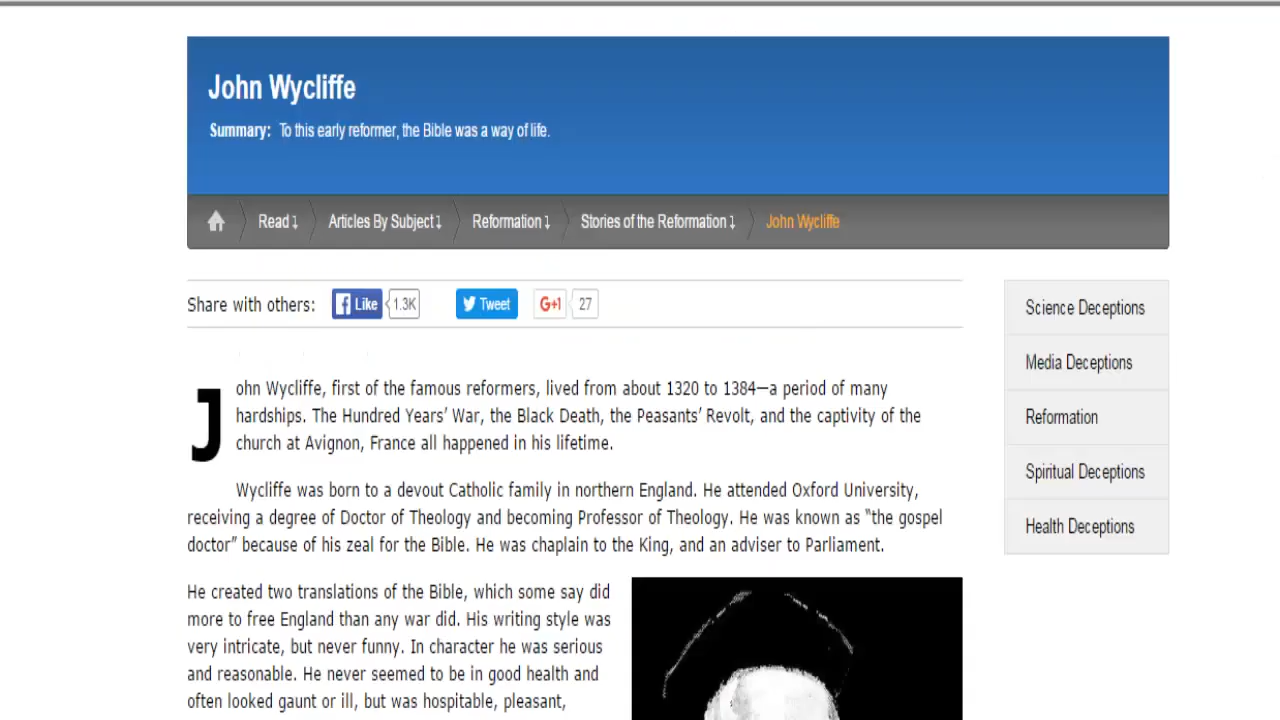 John Wycliffe
Summary: To this early reformer, the Bible was a way of life.
Read Articles By Subject Reformation Stories of the Reformation John Wycliffe
Share with others: Like 1.3K Tweet G+1 27
John Wycliffe, first of the famous reformers, lived from about 1320 to 1384—a period of many
hardships. The Hundred Years’ War, the Black Death, the Peasants’ Revolt, and the captivity of the
church at Avignon, France all happened in his lifetime.
Wycliffe was born to a devout Catholic family in northern England. He attended Oxford University,
receiving a degree of Doctor of Theology and becoming Professor of Theology. He was known as “the gospel
doctor” because of his zeal for the Bible. He was chaplain to the King, and an adviser to Parliament.
He created two translations of the Bible, which some say did
more to free England than any war did. His writing style was
very intricate, but never funny. In character he was serious
and reasonable. He never seemed to be in good health and
often looked gaunt or ill, but was hospitable, pleasant,
Science Deceptions
Media Deceptions
Reformation
Spiritual Deceptions
Health Deceptions